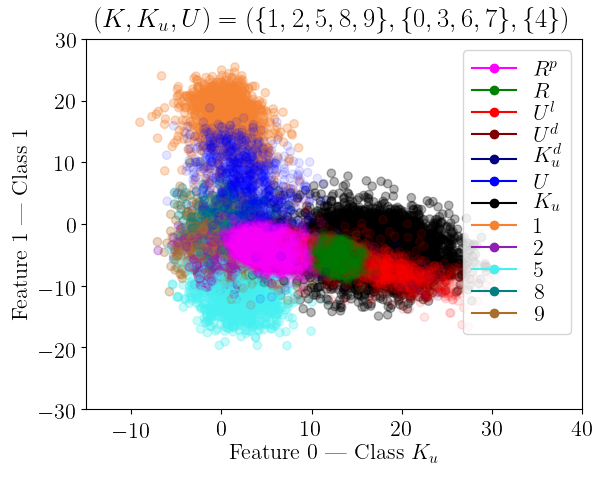 (K, K_u, U) = ({1, 2, 5, 8, 9}, {0, 3, 6, 7}, {4})
30
20
10
0
−10
−20
−30
Feature 1 — Class 1
R^p
R
U^l
U^d
K_u^d
U
K_u
1
2
5
8
9
−10
0
10
20
30
40
Feature 0 — Class K_u